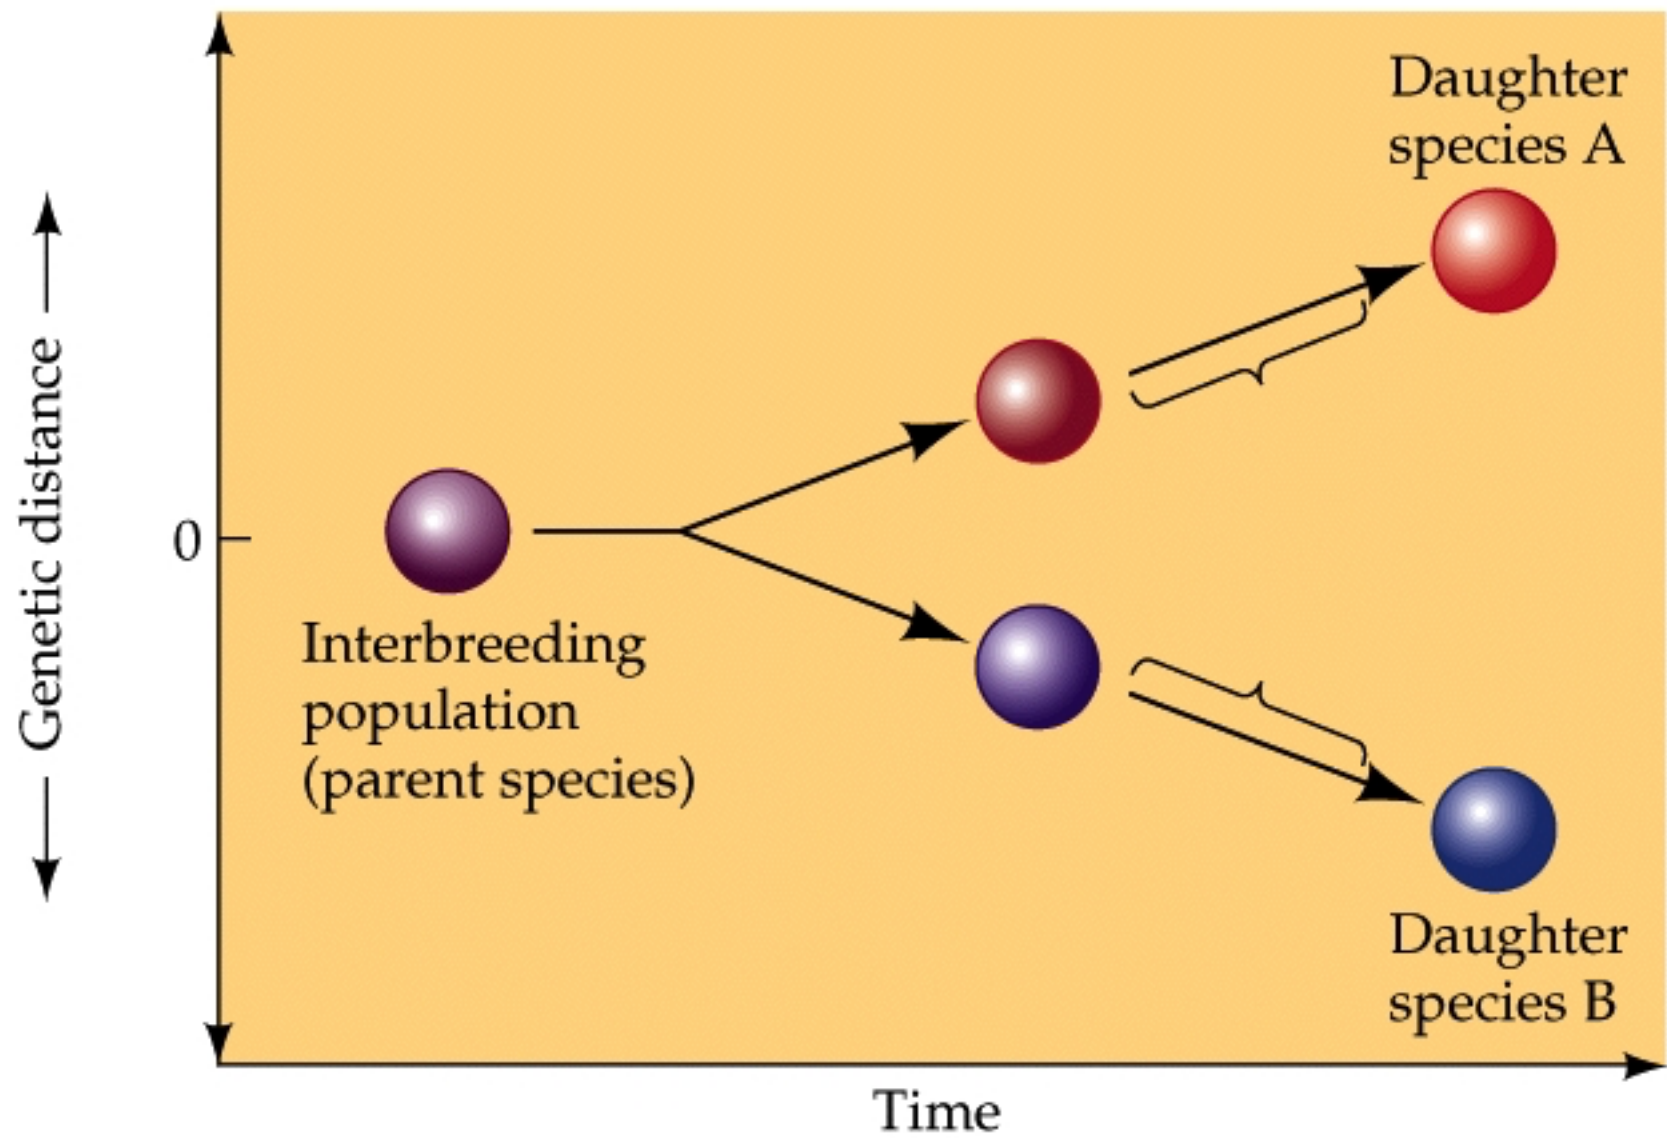 Daughter
species A
Genetic distance
0
Interbreeding
population
(parent species)
Daughter
species B
Time